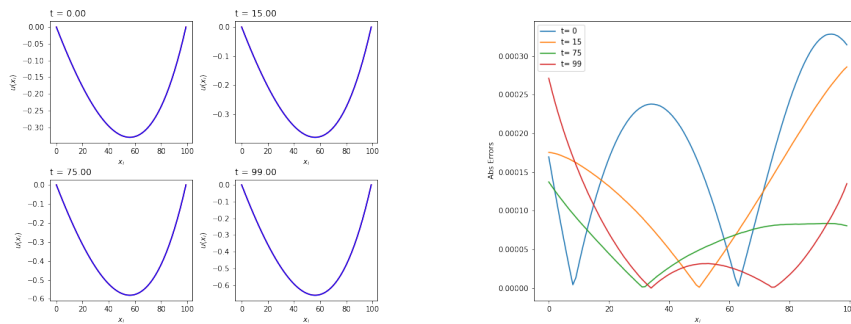 t = 0.00
0.00
−0.05
−0.10
−0.15
−0.20
−0.25
−0.30
u(xᵢ)
0 20 40 60 80 100
xᵢ
t = 15.00
0.0
−0.1
−0.2
−0.3
u(xᵢ)
0 20 40 60 80 100
xᵢ
t = 75.00
0.0
−0.1
−0.2
−0.3
−0.4
−0.5
−0.6
u(xᵢ)
0 20 40 60 80 100
xᵢ
t = 99.00
0.0
−0.1
−0.2
−0.3
−0.4
−0.5
−0.6
u(xᵢ)
0 20 40 60 80 100
xᵢ
t= 0
t= 15
t= 75
t= 99
0.00030
0.00025
0.00020
0.00015
0.00010
0.00005
0.00000
Abs Errors
0 20 40 60 80 100
xᵢ